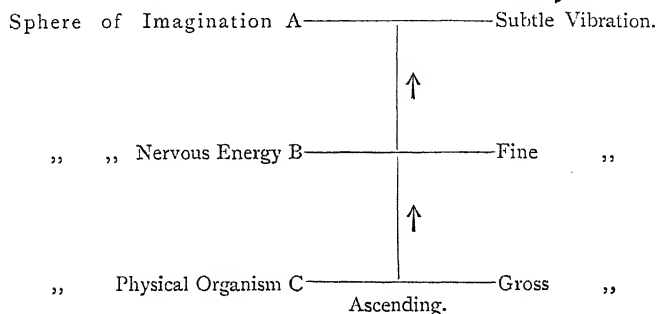 Sphere of Imagination A Subtle Vibration.
„ „ Nervous Energy B Fine „
„ Physical Organism C Gross „
Ascending.